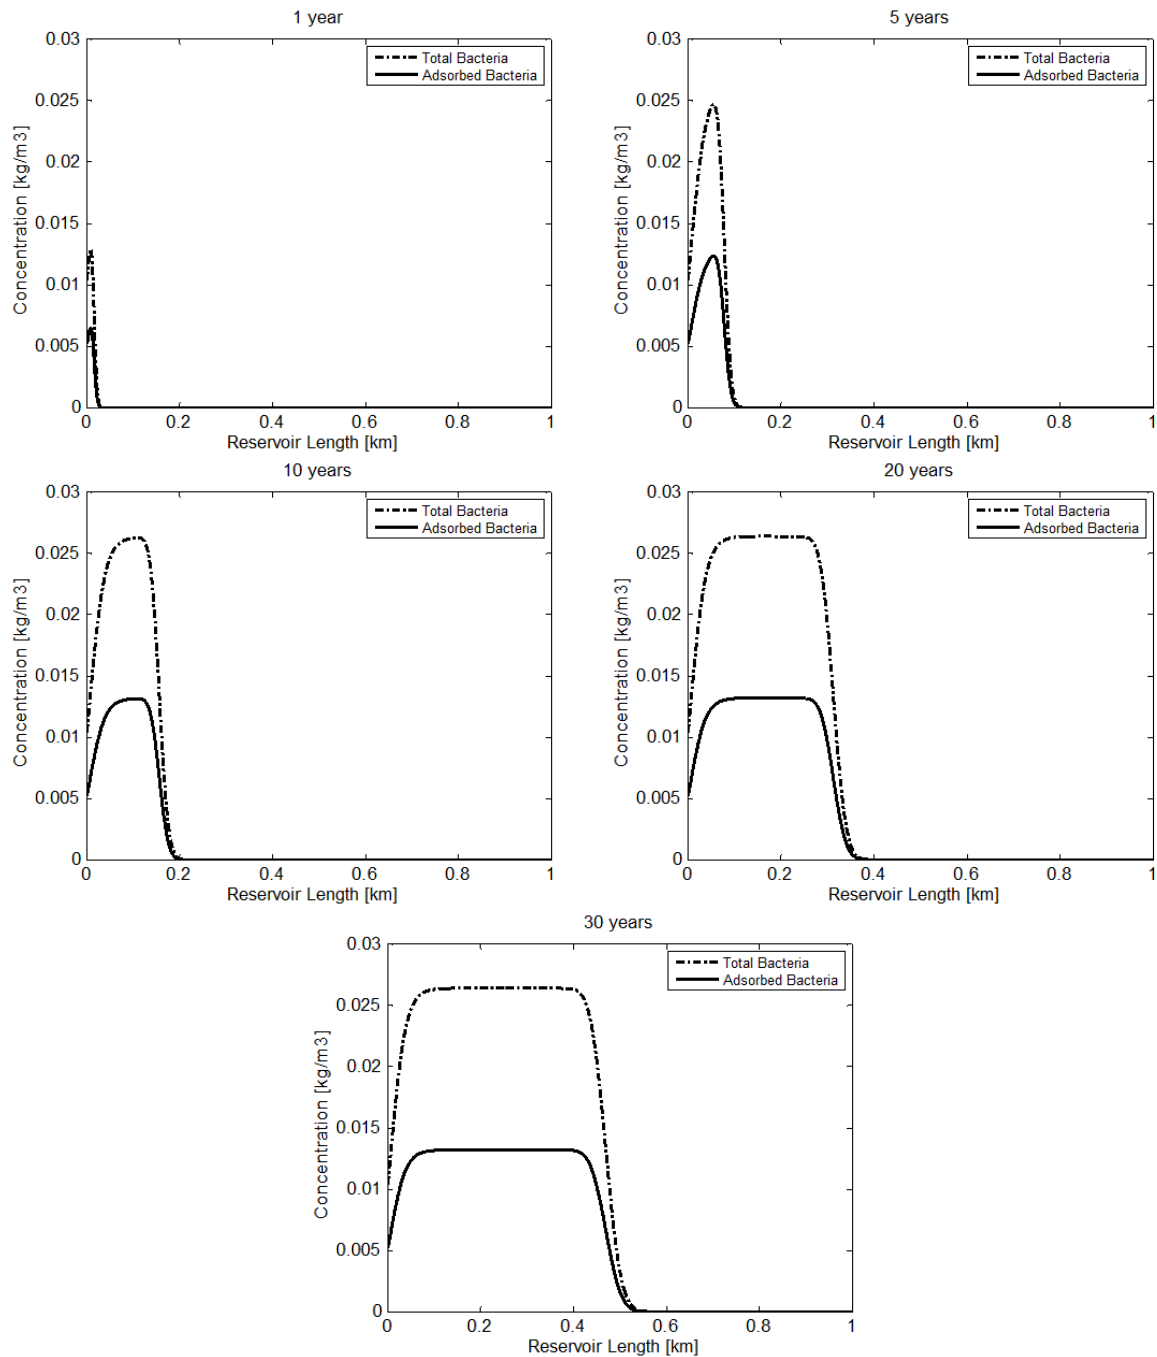 1 year
0.03
0.025
0.02
0.015
0.01
0.005
0
Concentration [kg/m3]
Total Bacteria
Adsorbed Bacteria
0 0.2 0.4 0.6 0.8 1
Reservoir Length [km]
5 years
0.03
0.025
0.02
0.015
0.01
0.005
0
Concentration [kg/m3]
Total Bacteria
Adsorbed Bacteria
0 0.2 0.4 0.6 0.8 1
Reservoir Length [km]
10 years
0.03
0.025
0.02
0.015
0.01
0.005
0
Concentration [kg/m3]
Total Bacteria
Adsorbed Bacteria
0 0.2 0.4 0.6 0.8 1
Reservoir Length [km]
20 years
0.03
0.025
0.02
0.015
0.01
0.005
0
Concentration [kg/m3]
Total Bacteria
Adsorbed Bacteria
0 0.2 0.4 0.6 0.8 1
Reservoir Length [km]
30 years
0.03
0.025
0.02
0.015
0.01
0.005
0
Concentration [kg/m3]
Total Bacteria
Adsorbed Bacteria
0 0.2 0.4 0.6 0.8 1
Reservoir Length [km]